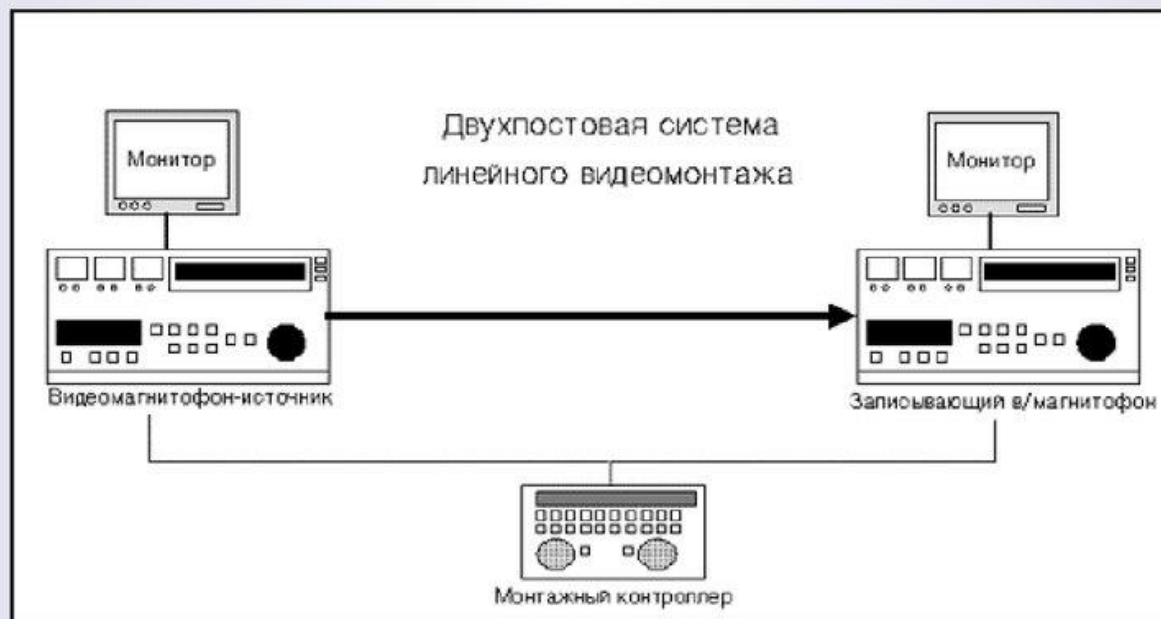 Двухпостовая система
линейного видеомонтажа
Монитор
Монитор
Видеомагнитофон-источник
Записывающий в/магнитофон
Монтажный контроллер